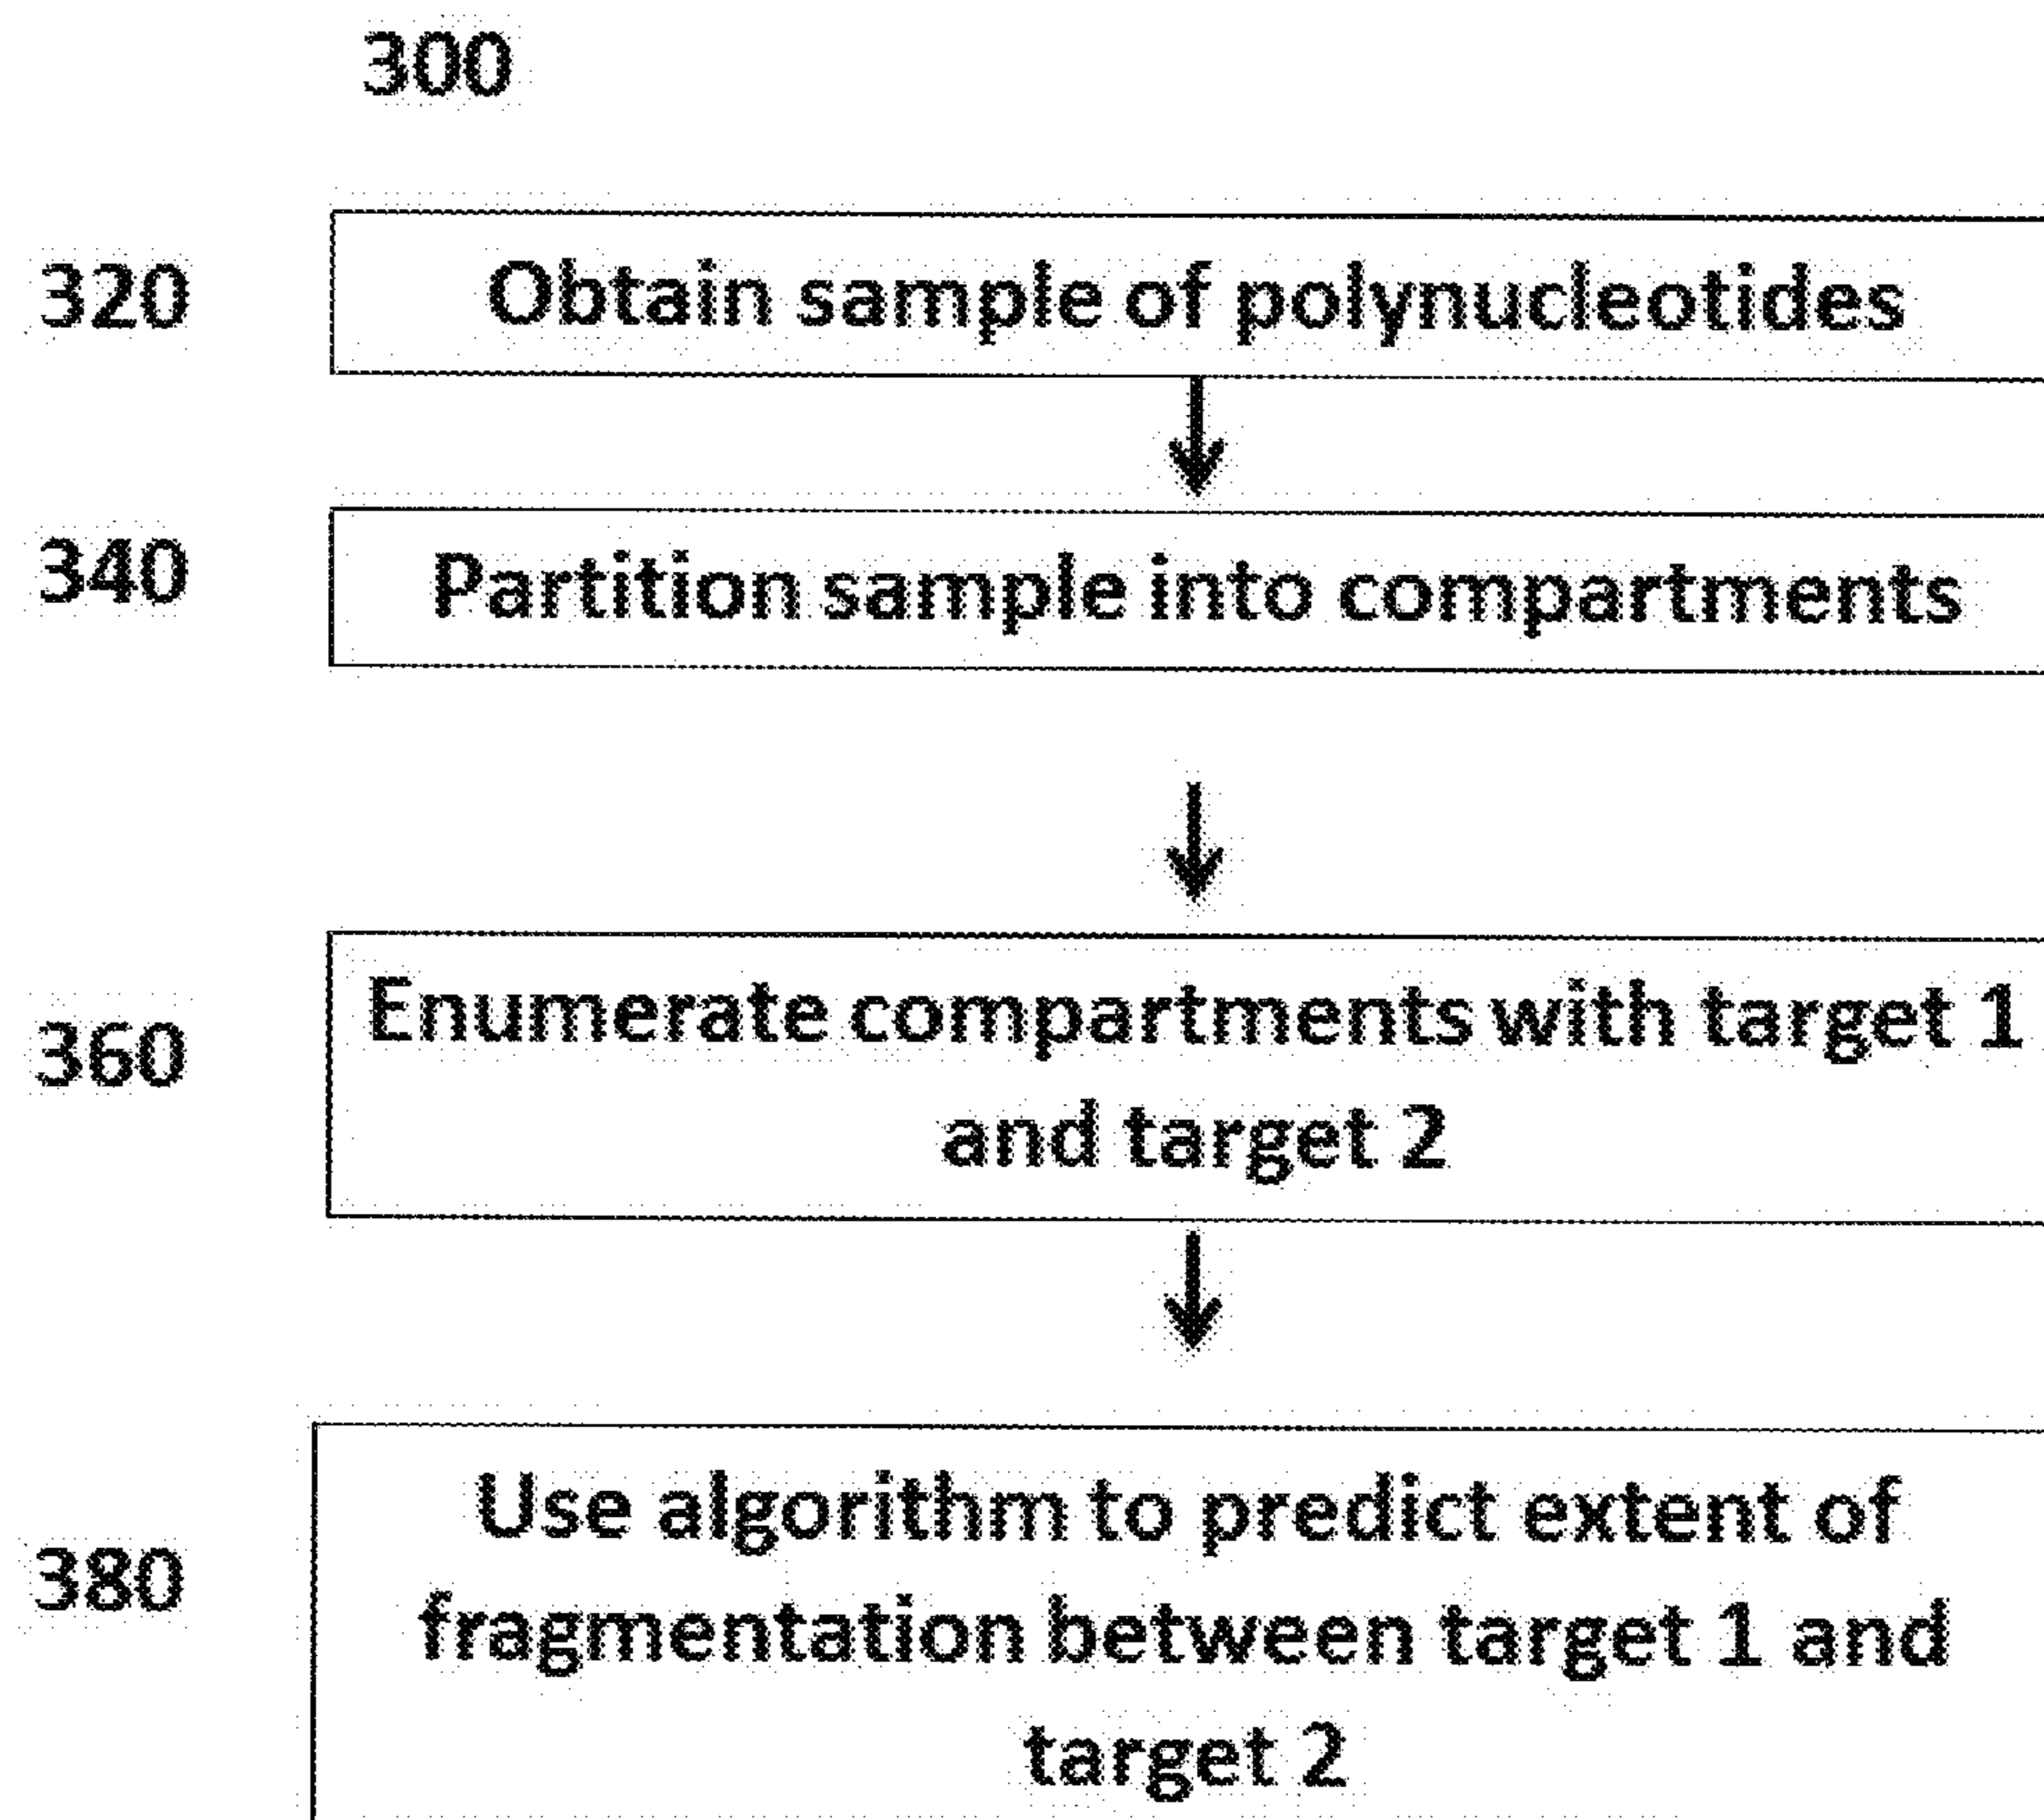 300
320
Obtain sample of polynucleotides
340
Partition sample into compartments
360
Enumerate compartments with target 1
and target 2
380
Use algorithm to predict extent of
fragmentation between target 1 and
target 2